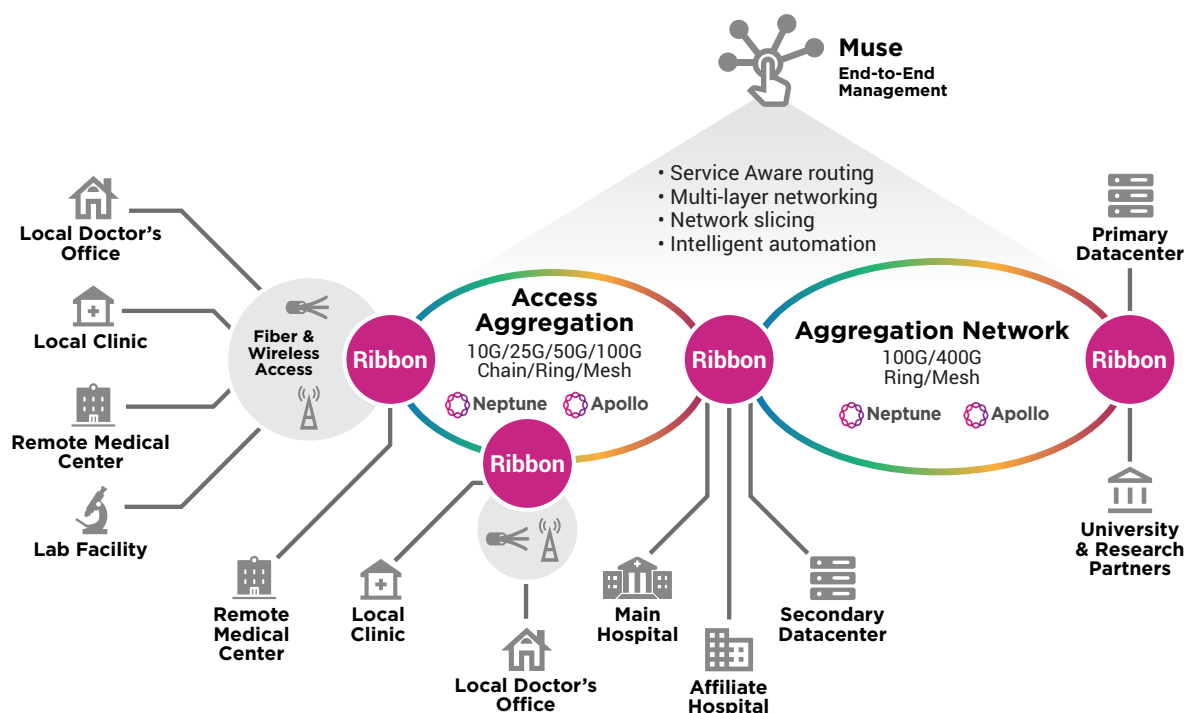 Muse
End-to-End
Management
• Service Aware routing
• Multi-layer networking
• Network slicing
• Intelligent automation
Local Doctor's
Office
Local Clinic
Remote Medical
Center
Lab Facility
Fiber &
Wireless
Access
Ribbon
Access
Aggregation
10G/25G/50G/100G
Chain/Ring/Mesh
Neptune
Apollo
Ribbon
Ribbon
Aggregation Network
100G/400G
Ring/Mesh
Neptune
Apollo
Ribbon
Primary
Datacenter
University
& Research
Partners
Remote
Medical
Center
Local
Clinic
Local Doctor's
Office
Main
Hospital
Affiliate
Hospital
Secondary
Datacenter